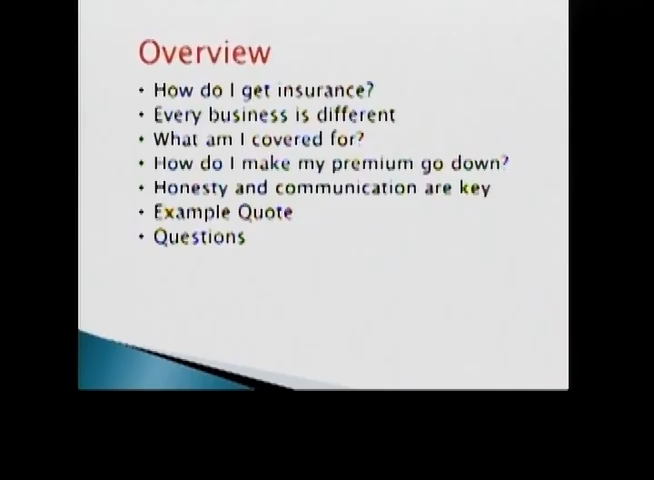 Overview
• How do I get insurance?
• Every business is different
• What am I covered for?
• How do I make my premium go down?
• Honesty and communication are key
• Example Quote
• Questions